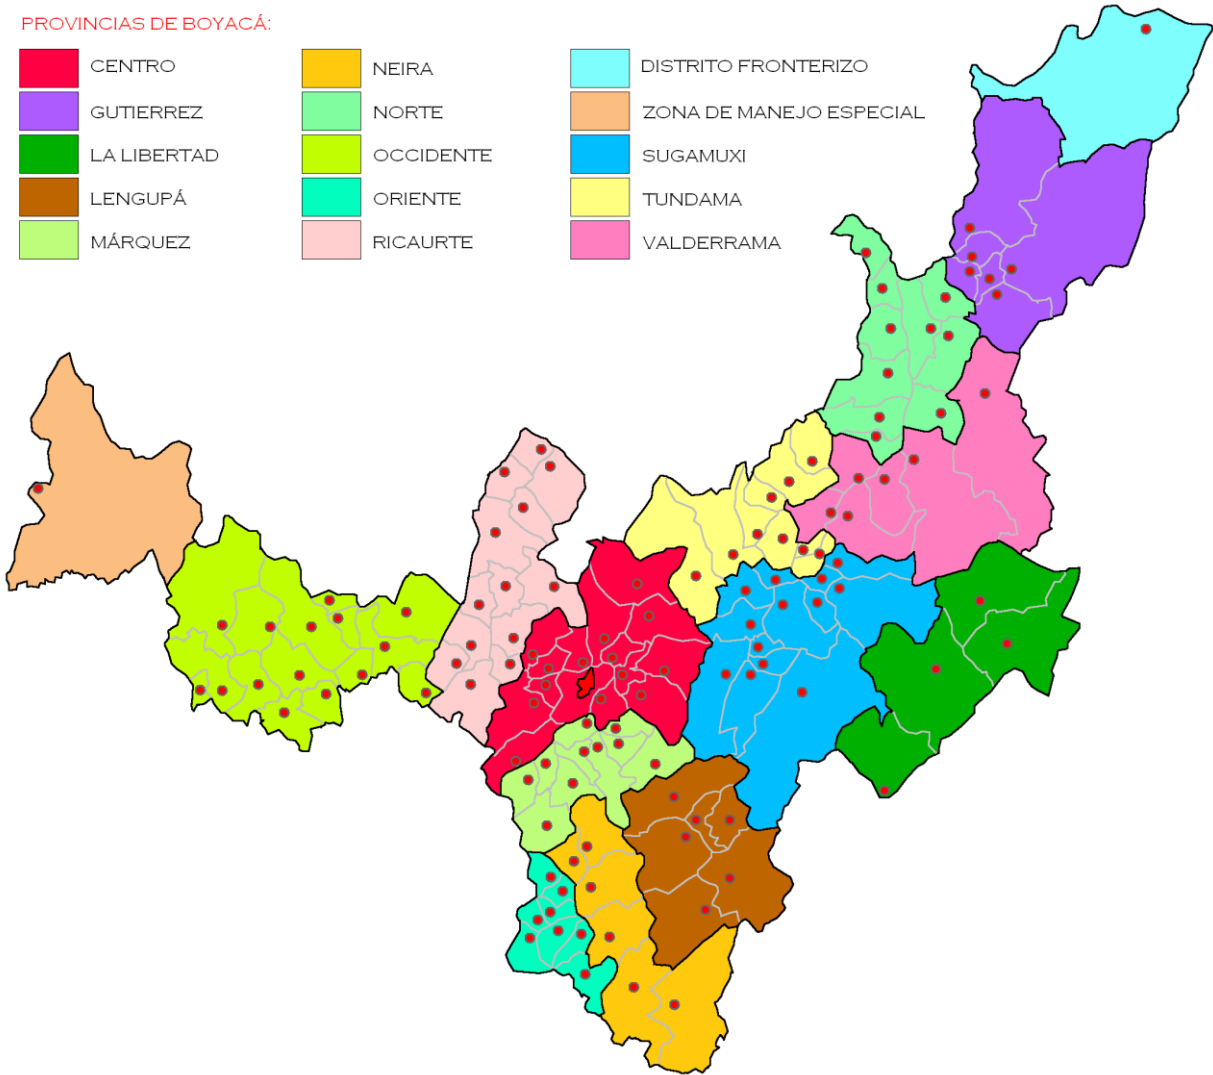 PROVINCIAS DE BOYACÁ:
CENTRO
GUTIERREZ
LA LIBERTAD
LENGUPÁ
MÁRQUEZ
NEIRA
NORTE
OCCIDENTE
ORIENTE
RICAURTE
DISTRITO FRONTERIZO
ZONA DE MANEJO ESPECIAL
SUGAMUXI
TUNDAMA
VALDERRAMA